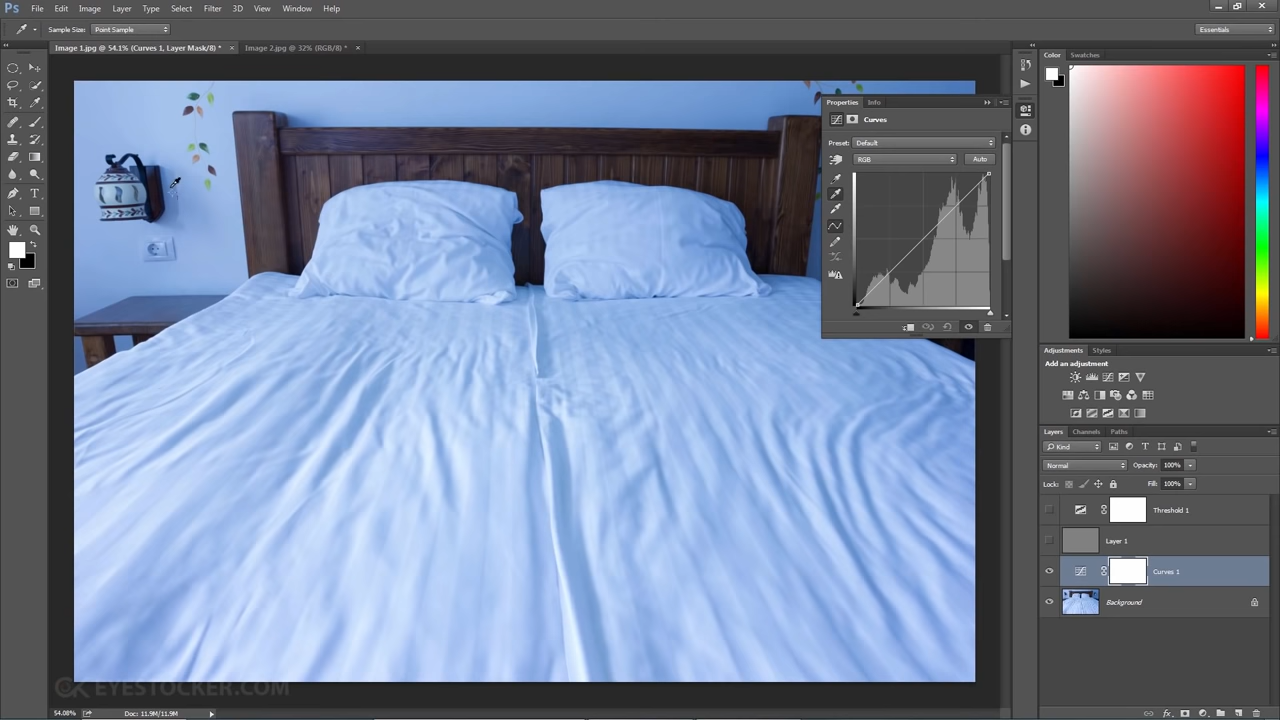 Ps File Edit Image Layer Type Select Filter 3D View Window Help
Sample Size: Point Sample Essentials
Image 1.jpg @ 54.1% (Curves 1, Layer Mask/8) * × Image 2.jpg @ 32% (RGB/8) * ×
Color Swatches
Properties Info
Curves
Preset: Default
RGB Auto
Adjustments Styles
Add an adjustment
Layers Channels Paths
Kind
Normal Opacity: 100%
Lock: Fill: 100%
Threshold 1
Layer 1
Curves 1
Background
EYESTOCKER.COM
54.08% Doc: 11.9M/11.9M